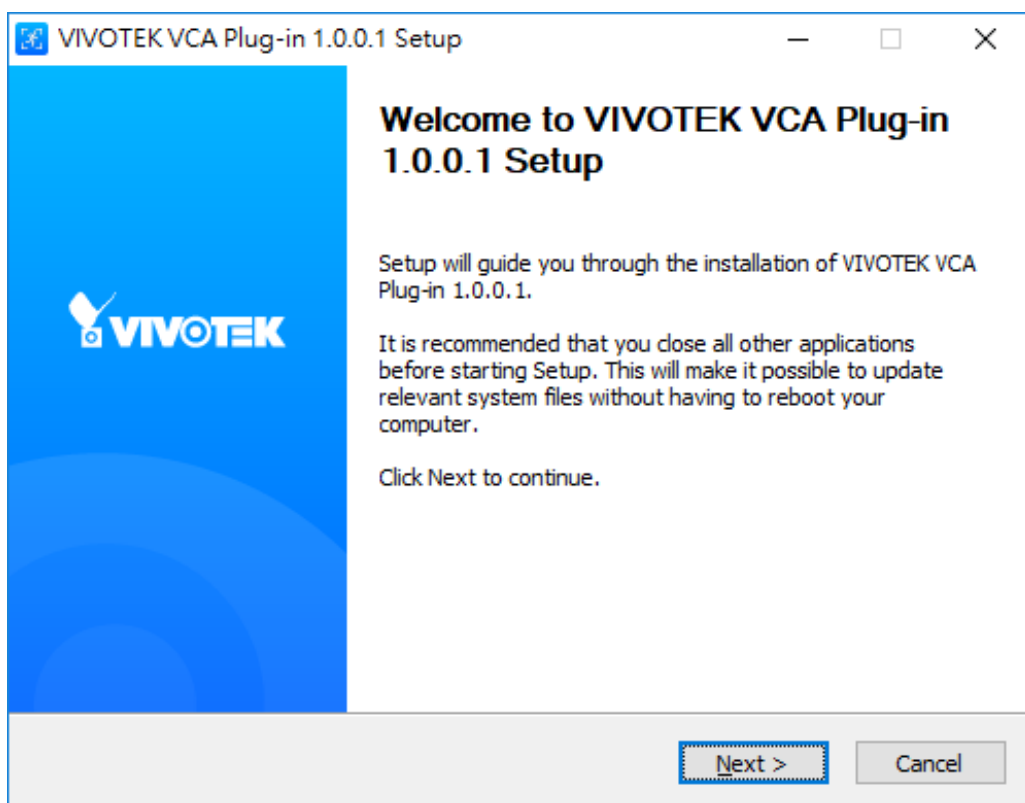 VIVOTEK VCA Plug-in 1.0.0.1 Setup
Welcome to VIVOTEK VCA Plug-in
1.0.0.1 Setup
Setup will guide you through the installation of VIVOTEK VCA
Plug-in 1.0.0.1.
VIVOTEK
It is recommended that you close all other applications
before starting Setup. This will make it possible to update
relevant system files without having to reboot your
computer.
Click Next to continue.
Next >
Cancel